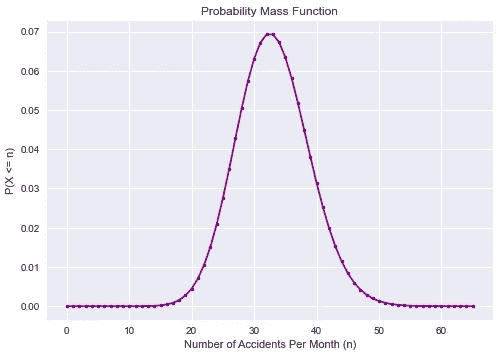 Probability Mass Function
0.07
0.06
0.05
0.04
0.03
0.02
0.01
0.00
P(X <= n)
0 10 20 30 40 50 60
Number of Accidents Per Month (n)